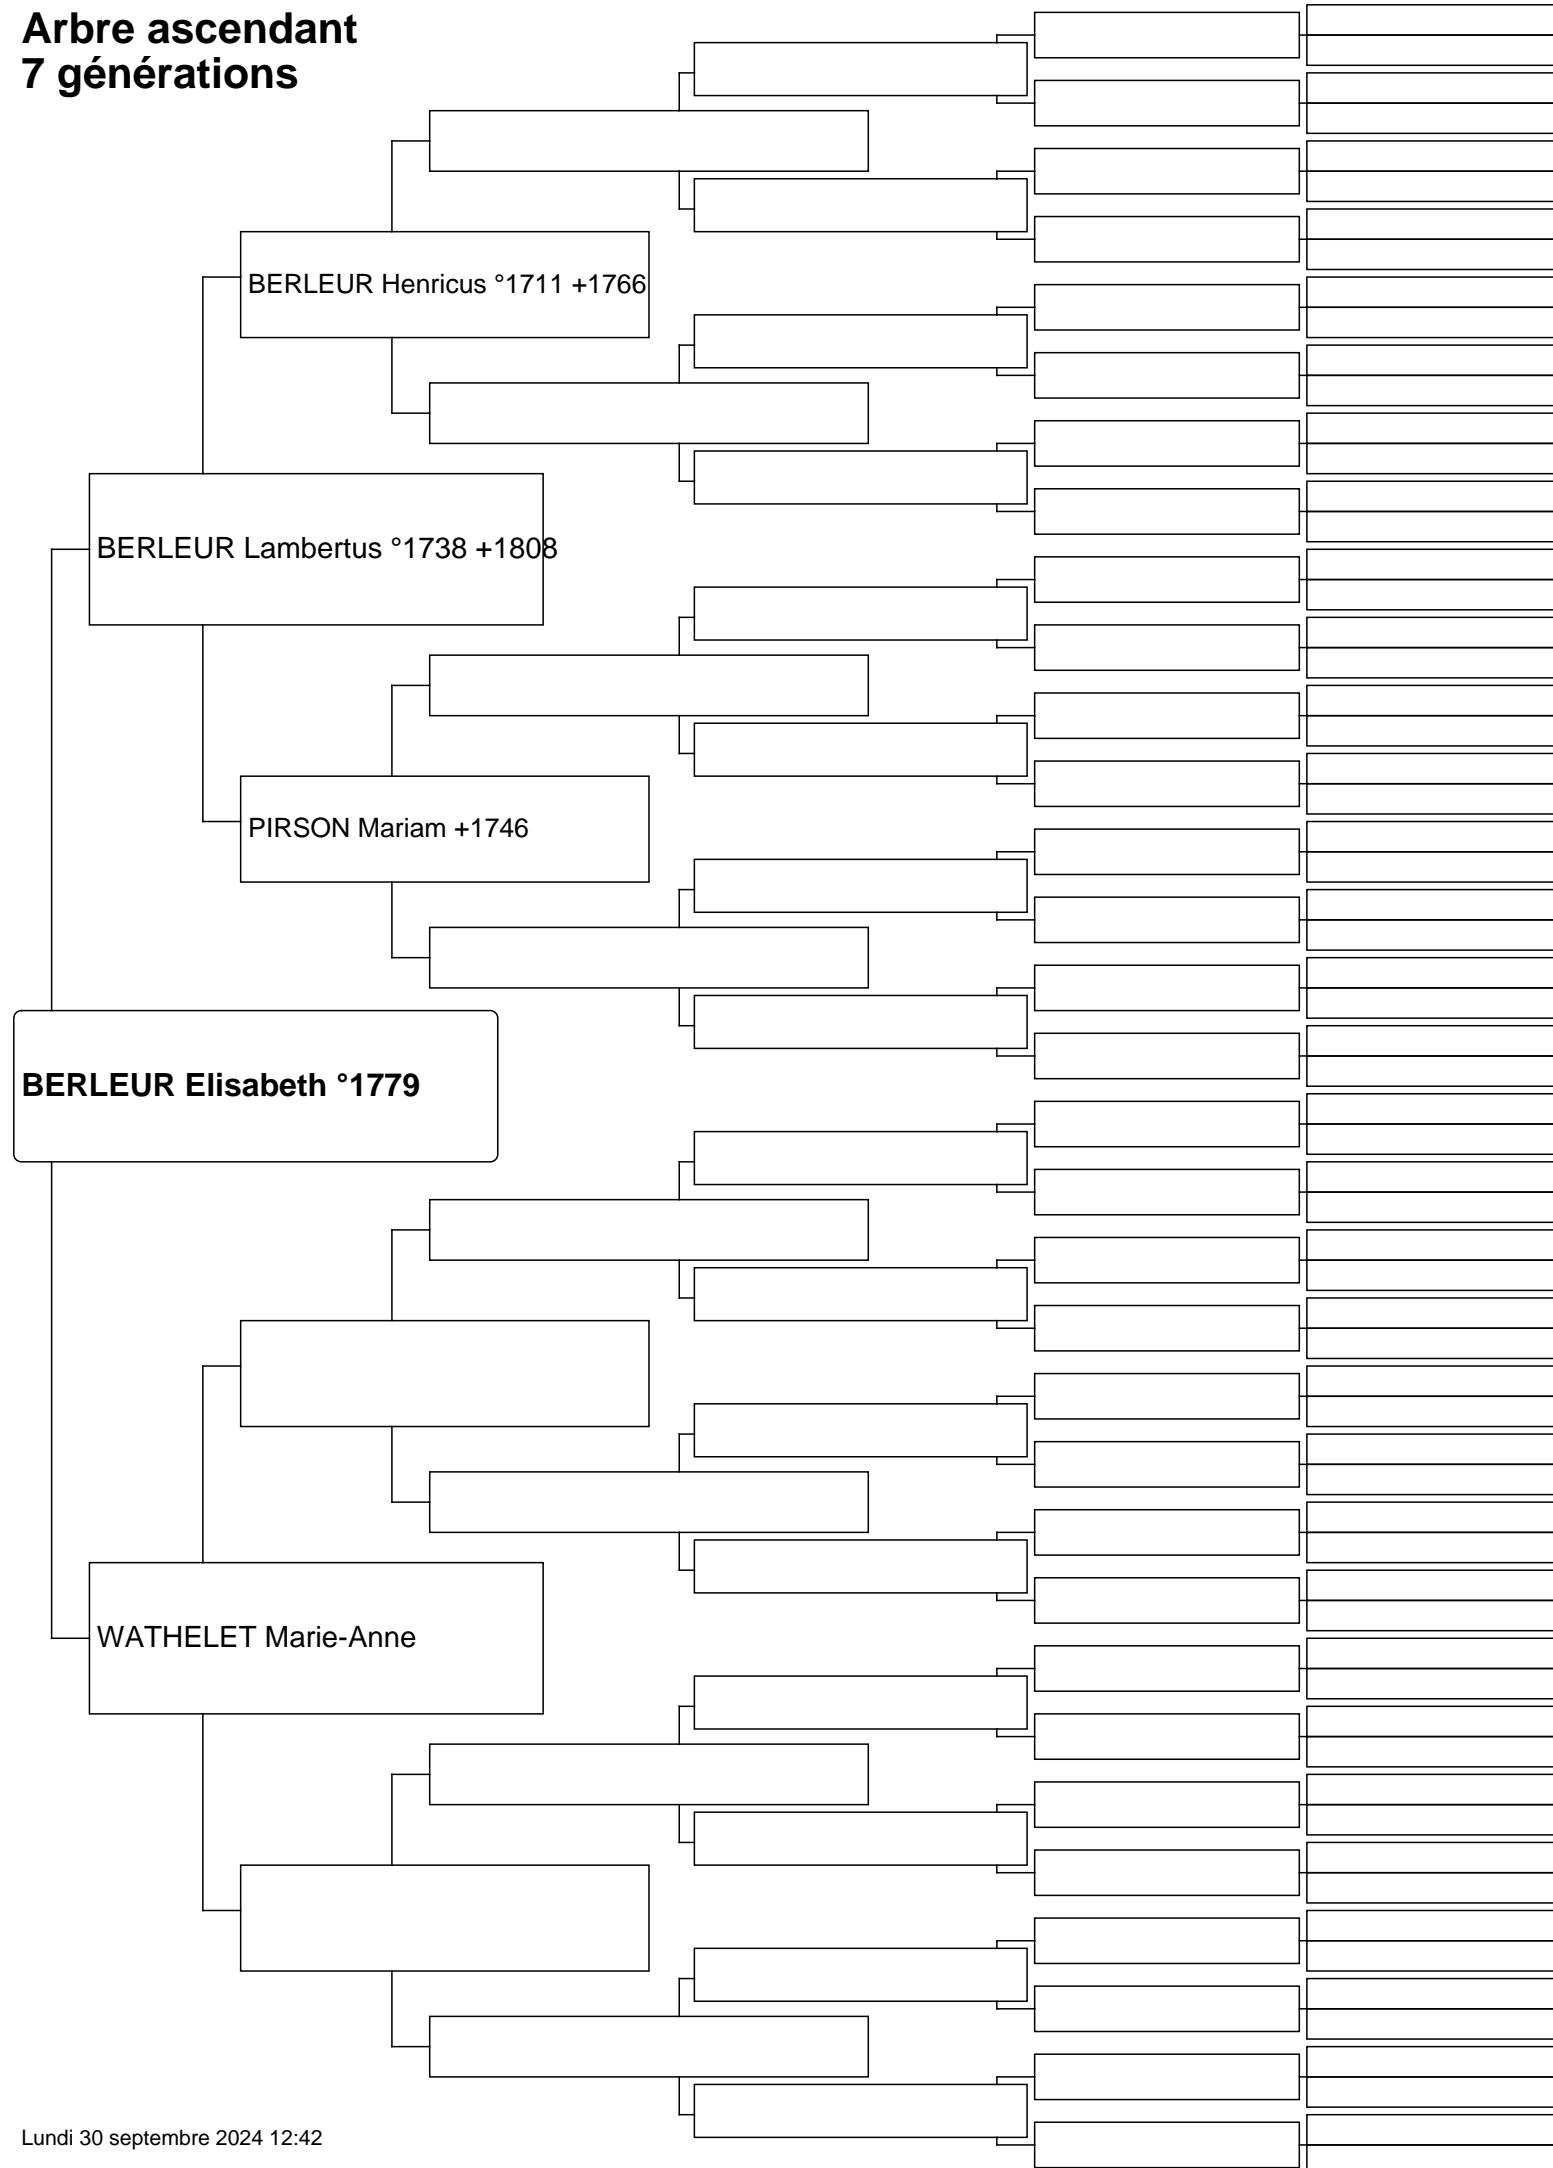 Arbre ascendant
7 générations
BERLEUR Henricus °1711 +1766
BERLEUR Lambertus °1738 +1808
PIRSON Mariam +1746
BERLEUR Elisabeth °1779
WATHELET Marie-Anne
Lundi 30 septembre 2024 12:42